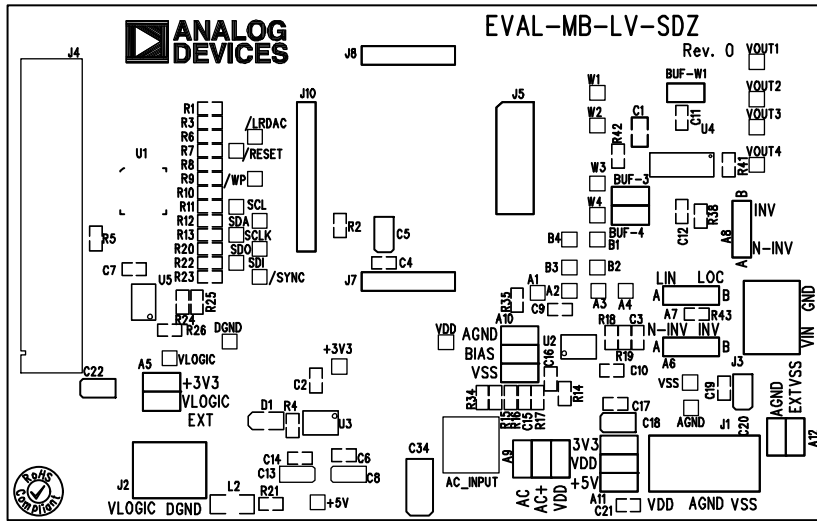 ANALOG
DEVICES
EVAL-MB-LV-SDZ
Rev. 0
J4
J8
J10
J5
W1
W2
W3
W4
BUF-W1
C1
C11
U4
R42
R41
VOUT1
VOUT2
VOUT3
VOUT4
R1
R3
R6
R7
R8
R9
R10
R11
R12
R13
R20
R22
R23
U1
/LRDAC
/RESET
/WP
SCL
SDA
SCLK
SDO
SDI
/SYNC
R5
C7
U5
R24
R25
R26
DGND
R2
C5
C4
J7
BUF-3
BUF-4
B4
B1
B3
B2
A1
A2
A3
A4
C9
R35
C12
R38
A8
B
INV
N-INV
A
LIN
LOC
A
B
A7
R43
N-INV
INV
A
B
A6
GND
VIN
J3
A10
AGND
BIAS
VSS
U2
R18
C3
R19
C10
C16
R14
VDD
R34
R15
R16
C15
R17
C17
C18
VSS
AGND
C19
C20
J1
AGND
EXTVSS
A12
C22
A5
VLOGIC
+3V3
VLOGIC
EXT
+3V3
C2
D1
R4
U3
C14
C13
C6
C8
C34
AC_INPUT
A9
AC
AC+
VDD
3V3
VDD
+5V
A11
C21
VDD
AGND
VSS
RoHS
Compliant
J2
VLOGIC
DGND
L2
R21
+5V